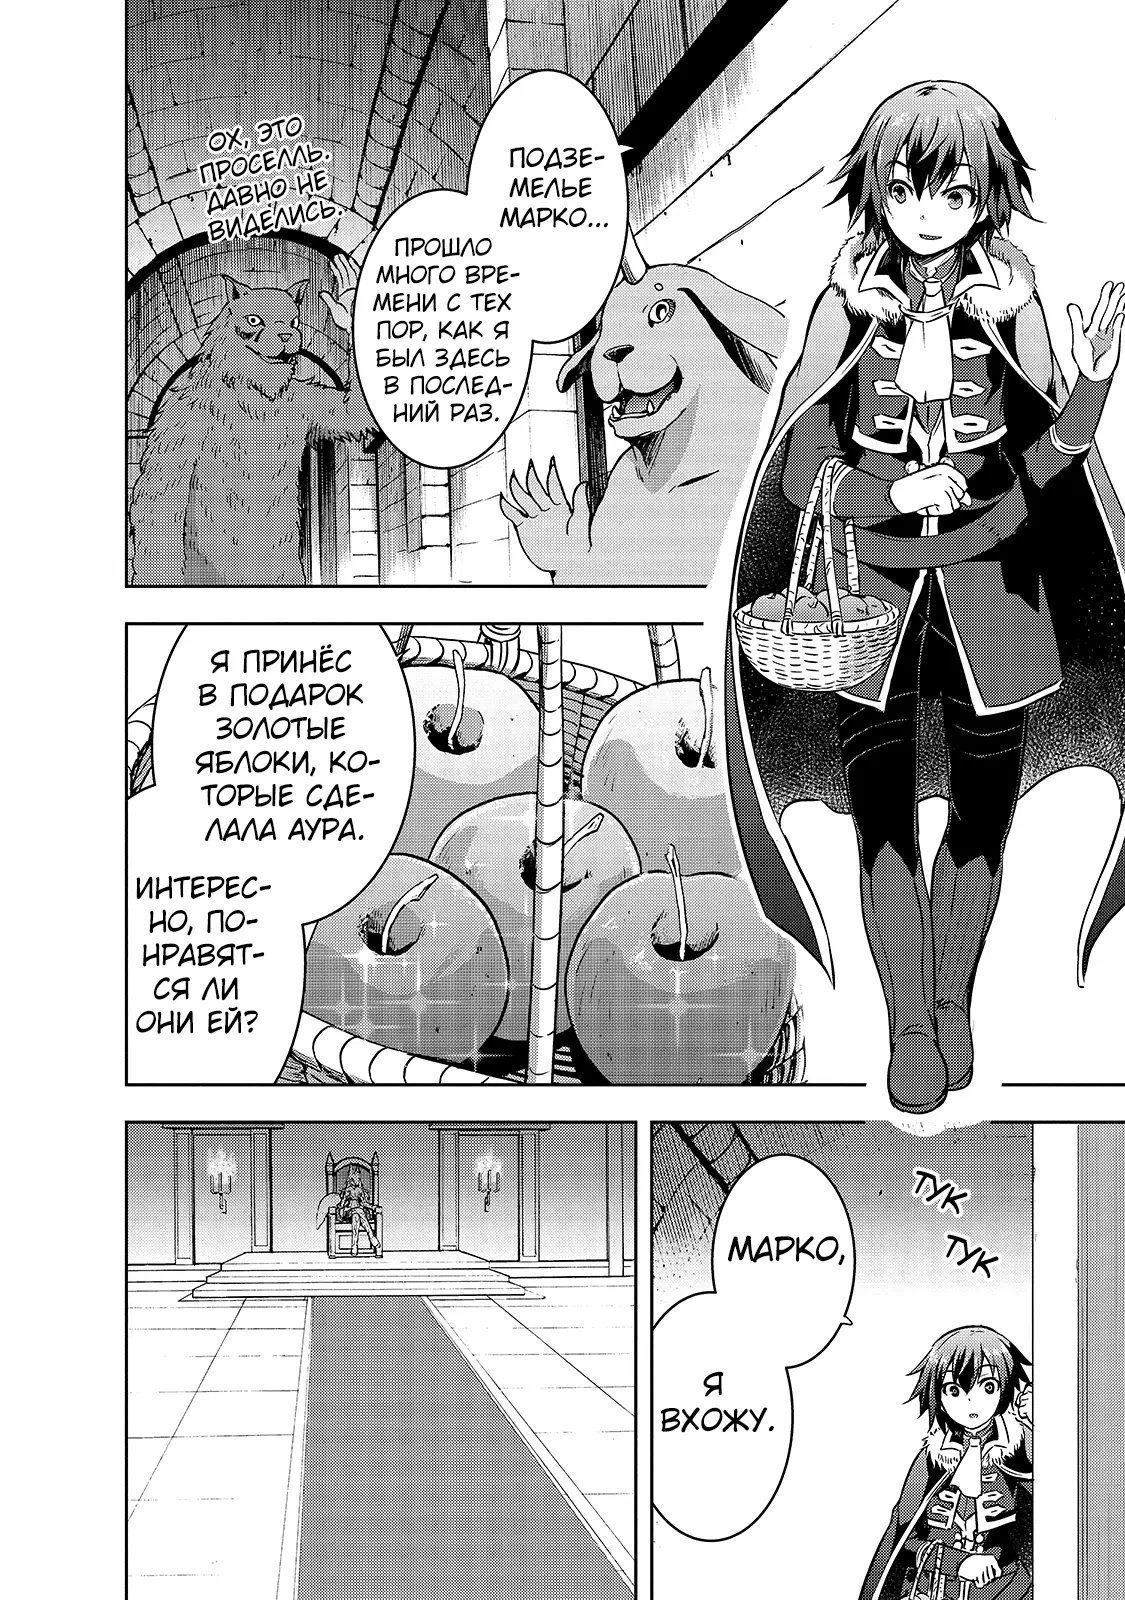 ПОДЗЕ-
МЕЛЬЕ
МАРКО...
ПРОШЛО
МНОГО ВРЕ-
МЕНИ С ТЕХ
ПОР, КАК Я
БЫЛ ЗДЕСЬ
В ПОСЛЕД-
НИЙ РАЗ.
ОХ, ЭТО
ПРОСЕЛЛЬ.
ДАВНО НЕ
ВИДЕЛИСЬ.
Я ПРИНЁС
В ПОДАРОК
ЗОЛОТЫЕ
ЯБЛОКИ, КО-
ТОРЫЕ СДЕ-
ЛАЛА АУРА.
ИНТЕРЕС-
НО, ПО-
НРАВЯТ-
СЯ ЛИ
ОНИ ЕЙ?
ТУК
ТУК
МАРКО,
Я
ВХОЖУ.